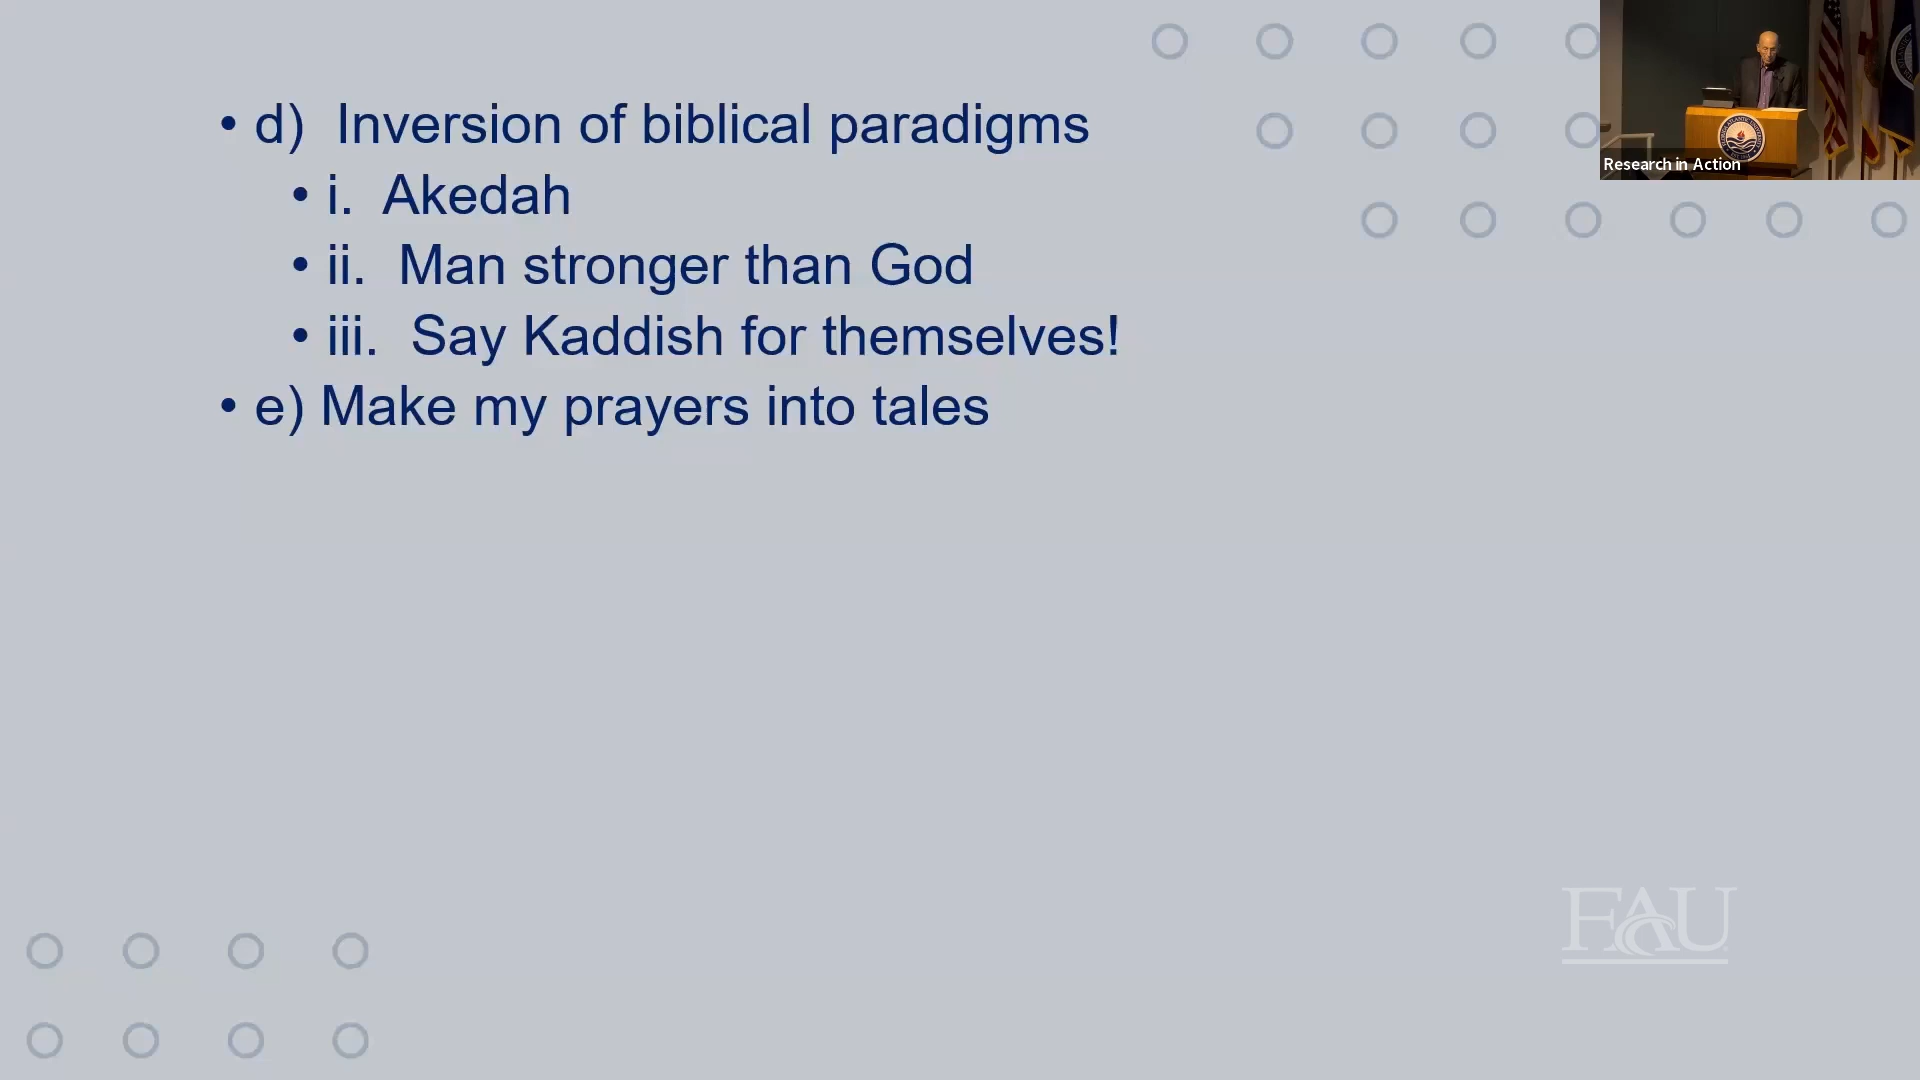 • d) Inversion of biblical paradigms
• i. Akedah
• ii. Man stronger than God
• iii. Say Kaddish for themselves!
• e) Make my prayers into tales
Research in Action
FAU